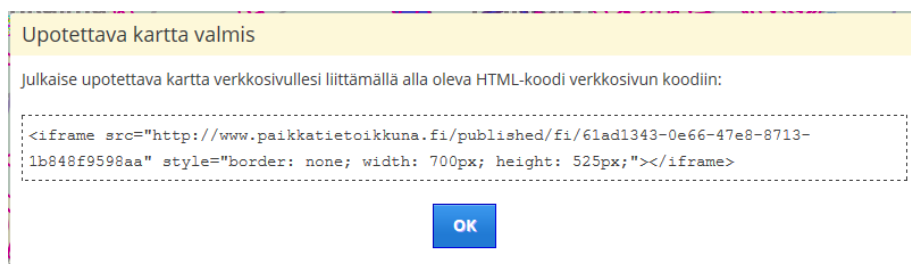 Upotettava kartta valmis
Julkaise upotettava kartta verkkosivullesi liittämällä alla oleva HTML-koodi verkkosivun koodiin:
<iframe src="http://www.paikkatietoikkuna.fi/published/fi/61ad1343-0e66-47e8-8713-
1b848f9598aa" style="border: none; width: 700px; height: 525px;"></iframe>
OK